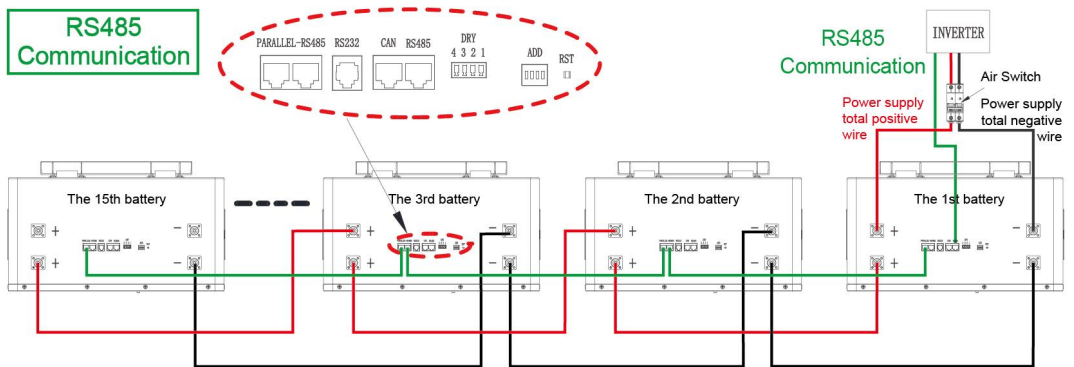 RS485
Communication
PARALLEL-RS485 RS232 CAN RS485
DRY
4 3 2 1
ADD
RST
RS485
Communication
INVERTER
Air Switch
Power supply
total positive
wire
Power supply
total negative
wire
The 15th battery
The 3rd battery
The 2nd battery
The 1st battery
+ −
+ −
+ −
+ −
+ −
+ −
+ −
+ −